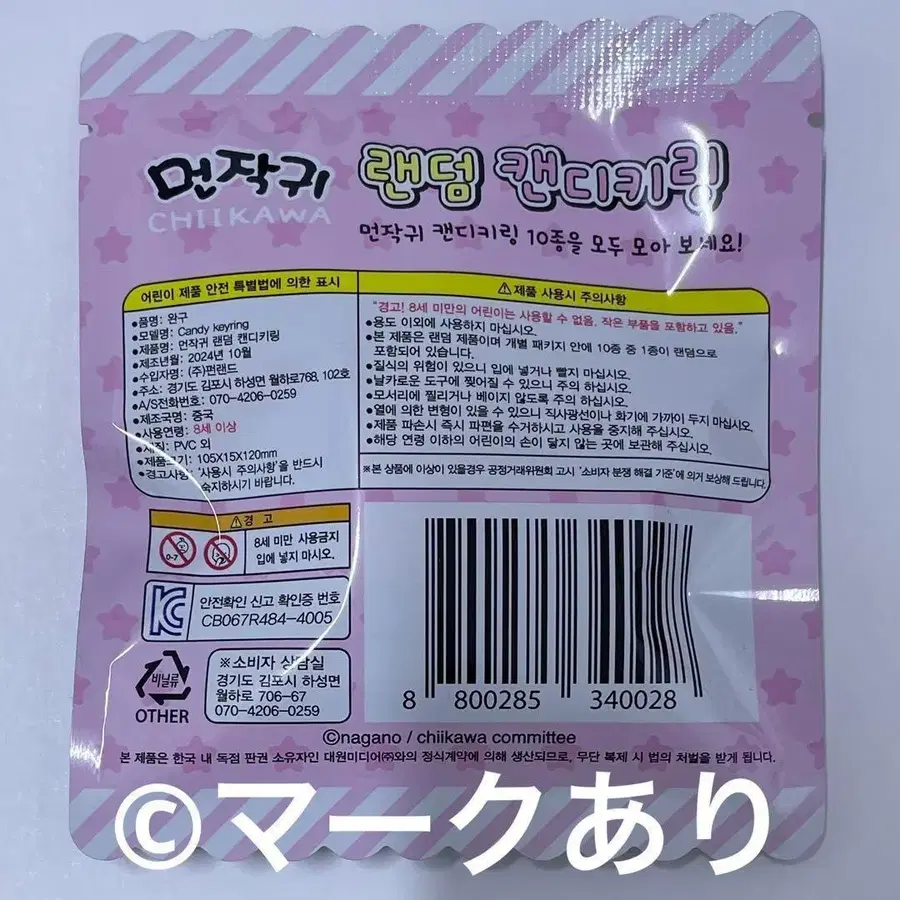 먼작귀
CHIIKAWA
랜덤 캔디키링
먼작귀 캔디키링 10종을 모두 모아 보세요!
어린이 제품 안전 특별법에 의한 표시
•품명: 완구
•모델명: Candy keyring
•제품명: 먼작귀 랜덤 캔디키링
•제조년월: 2024년 10월
•수입자명: (주)펀랜드
•주소: 경기도 김포시 하성면 월하로768, 102호
•A/S전화번호: 070-4206-0259
•제조국명: 중국
•사용연령: 8세 이상
•재질: PVC 외
•제품크기: 105X15X120mm
•경고사항: '사용시 주의사항'을 반드시
숙지하시기 바랍니다.
⚠제품 사용시 주의사항
"경고! 8세 미만의 어린이는 사용할 수 없음. 작은 부품을 포함하고 있음."
•용도 이외에 사용하지 마십시오.
•본 제품은 랜덤 제품이며 개별 패키지 안에 10종 중 1종이 랜덤으로
포함되어 있습니다.
•질식의 위험이 있으니 입에 넣거나 빨지 마십시오.
•날카로운 도구에 찢어질 수 있으니 주의 하십시오.
•모서리에 찔리거나 베이지 않도록 주의 하십시오.
•열에 의한 변형이 있을 수 있으니 직사광선이나 화기에 가까이 두지 마십시오.
•제품 파손시 즉시 파편을 수거하시고 사용을 중지해 주십시오.
•해당 연령 이하의 어린이의 손이 닿지 않는 곳에 보관해 주십시오.
※본 상품에 이상이 있을경우 공정거래위원회 고시 '소비자 분쟁 해결 기준'에 의거 보상해 드립니다.
⚠경 고
0-7
8세 미만 사용금지
입에 넣지 마시오.
안전확인 신고 확인증 번호
CB067R484-4005
비닐류
OTHER
※소비자 상담실
경기도 김포시 하성면
월하로 706-67
070-4206-0259
8 800285 340028
©nagano / chiikawa committee
본 제품은 한국 내 독점 판권 소유자인 대원미디어㈜와의 정식계약에 의해 생산되므로, 무단 복제 시 법의 처벌을 받게 됩니다.
©マークあり